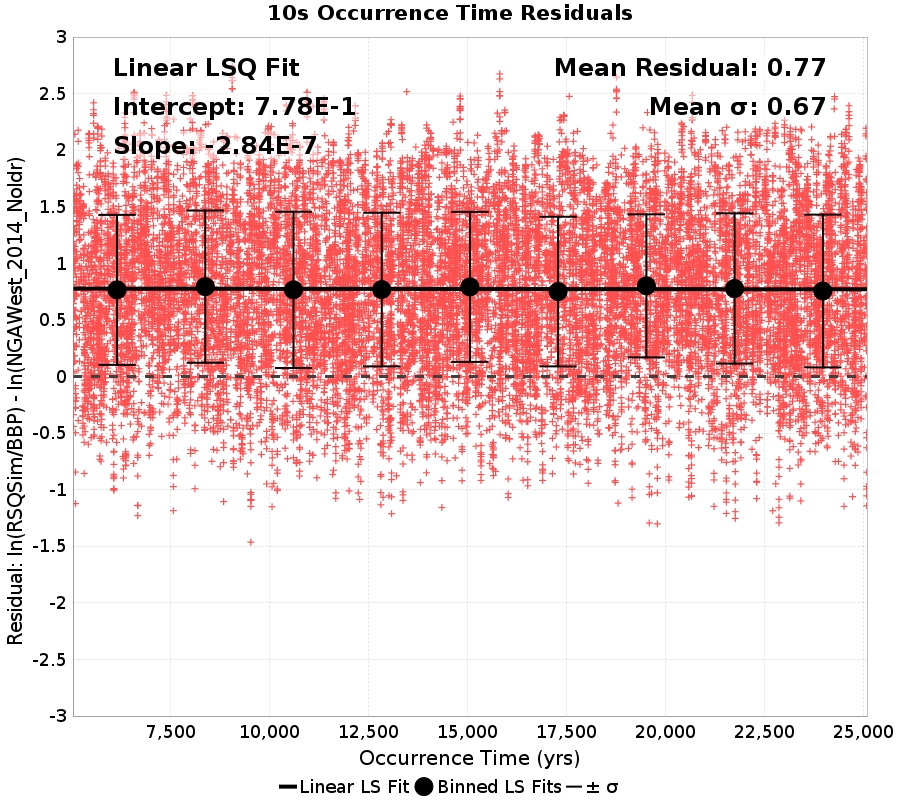 10s Occurrence Time Residuals
Residual: ln(RSQSim/BBP) - ln(NGAWest_2014_NoIdr)
3
2.5
2
1.5
1
0.5
0
-0.5
-1
-1.5
-2
-2.5
-3
Linear LSQ Fit
Intercept: 7.78E-1
Slope: -2.84E-7
Mean Residual: 0.77
Mean σ: 0.67
7,500 10,000 12,500 15,000 17,500 20,000 22,500 25,000
Occurrence Time (yrs)
Linear LS Fit Binned LS Fits ± σ